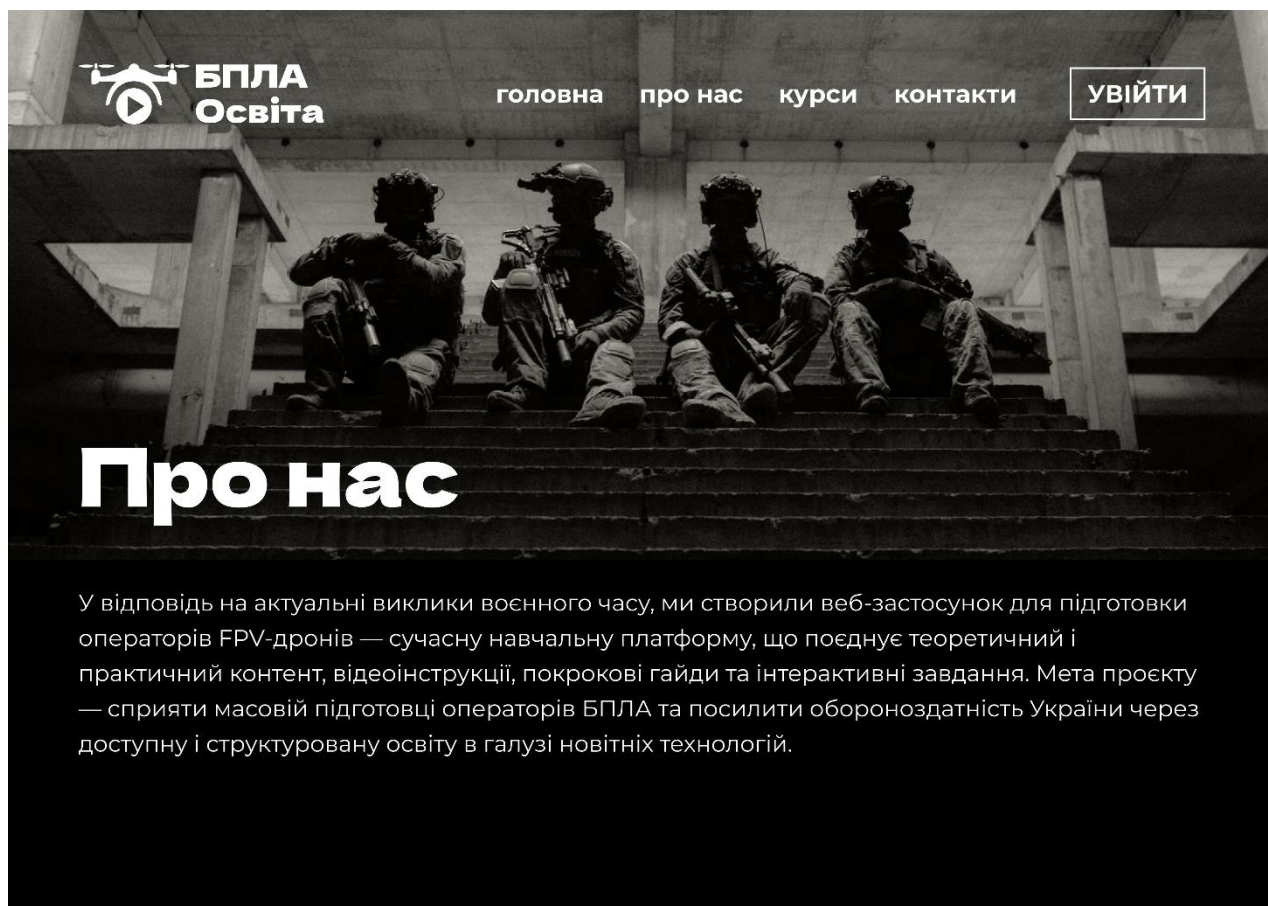 БПЛА
Освіта
головна про нас курси контакти УВІЙТИ
Про нас
У відповідь на актуальні виклики воєнного часу, ми створили веб-застосунок для підготовки
операторів FPV-дронів — сучасну навчальну платформу, що поєднує теоретичний і
практичний контент, відеоінструкції, покрокові гайди та інтерактивні завдання. Мета проєкту
— сприяти масовій підготовці операторів БПЛА та посилити обороноздатність України через
доступну і структуровану освіту в галузі новітніх технологій.